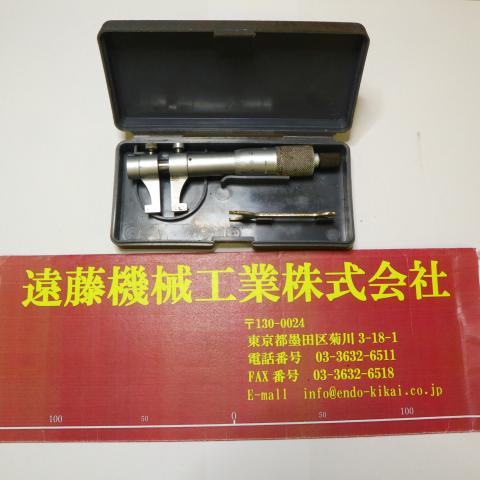 遠藤機械工業株式会社
〒130-0024
東京都墨田区菊川 3-18-1
電話番号 03-3632-6511
FAX 番号 03-3632-6518
E-mall info@endo-kikai.co.jp
100 50 0 50 100